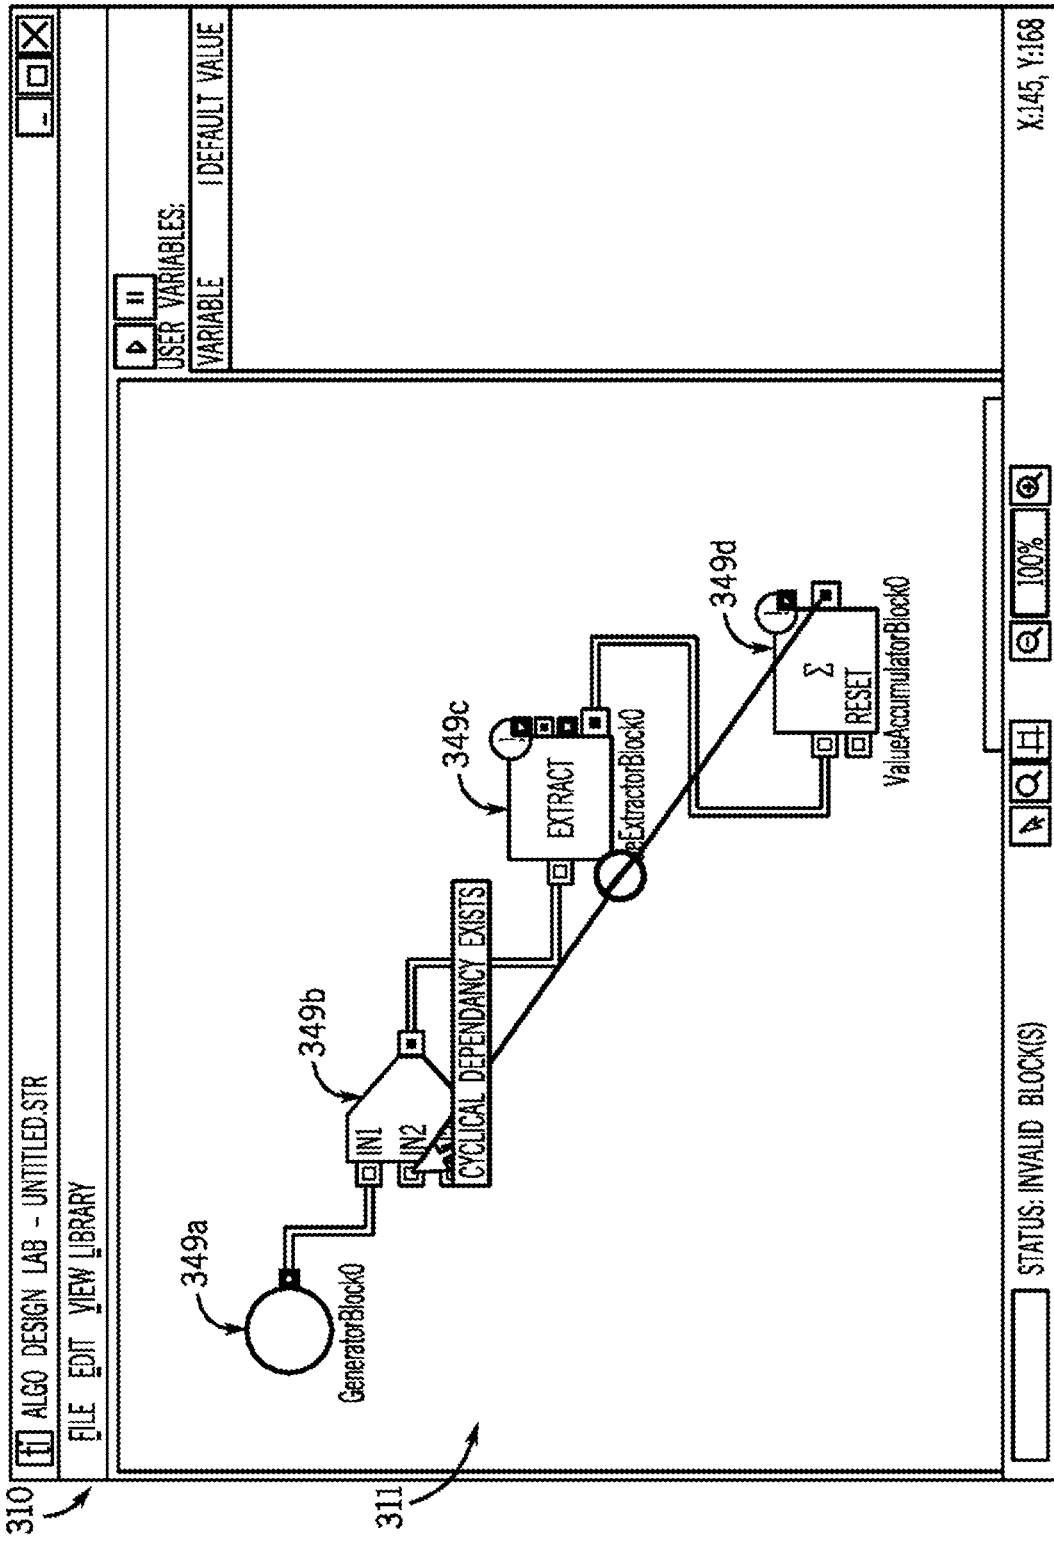 310
ALGO DESIGN LAB - UNTITLED.STR
FILE EDIT VIEW LIBRARY
USER VARIABLES:
VARIABLE | DEFAULT VALUE
311
349a
GeneratorBlock0
349b
IN1
IN2
CYCLICAL DEPENDANCY EXISTS
349c
EXTRACT
eExtractorBlock0
349d
Σ
RESET
ValueAccumulatorBlock0
STATUS: INVALID BLOCK(S)
100%
X:145, Y:168